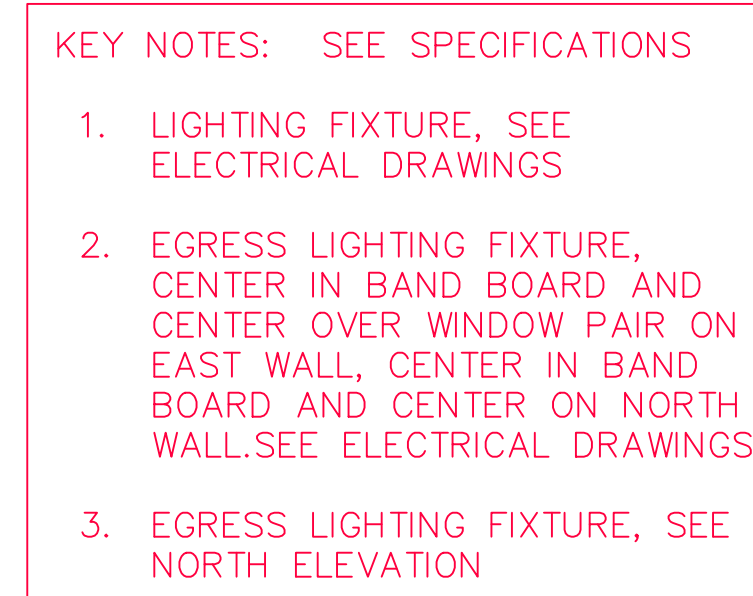 KEY NOTES: SEE SPECIFICATIONS
1. LIGHTING FIXTURE, SEE
ELECTRICAL DRAWINGS
2. EGRESS LIGHTING FIXTURE,
CENTER IN BAND BOARD AND
CENTER OVER WINDOW PAIR ON
EAST WALL, CENTER IN BAND
BOARD AND CENTER ON NORTH
WALL.SEE ELECTRICAL DRAWINGS
3. EGRESS LIGHTING FIXTURE, SEE
NORTH ELEVATION